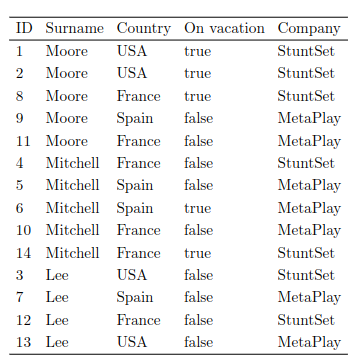 ID Surname Country On vacation Company
1 Moore USA true StuntSet
2 Moore USA true StuntSet
8 Moore France true StuntSet
9 Moore Spain false MetaPlay
11 Moore France false MetaPlay
4 Mitchell France false StuntSet
5 Mitchell Spain false MetaPlay
6 Mitchell Spain true MetaPlay
10 Mitchell France false MetaPlay
14 Mitchell France true StuntSet
3 Lee USA false StuntSet
7 Lee Spain false MetaPlay
12 Lee France false StuntSet
13 Lee USA false MetaPlay